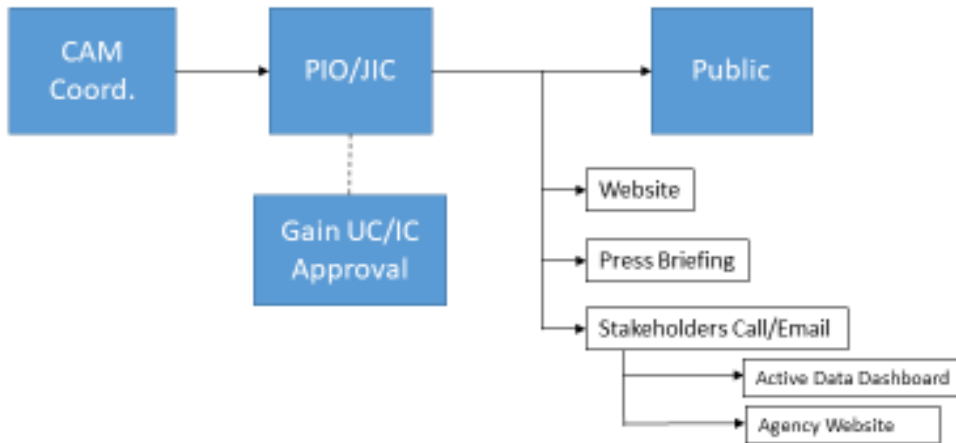 CAM
Coord.
PIO/JIC
Public
Gain UC/IC
Approval
Website
Press Briefing
Stakeholders Call/Email
Active Data Dashboard
Agency Website